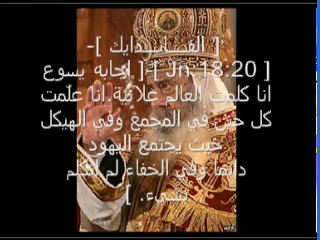 [ Jn 18:20 ] [ اجابه يسوع
انا كلمت العالم علانية انا علمت
كل حين في المجمع وفي الهيكل
حيث يجتمع اليهود
دائما وفي الخفاء لم اتكلم
بشيء. ]